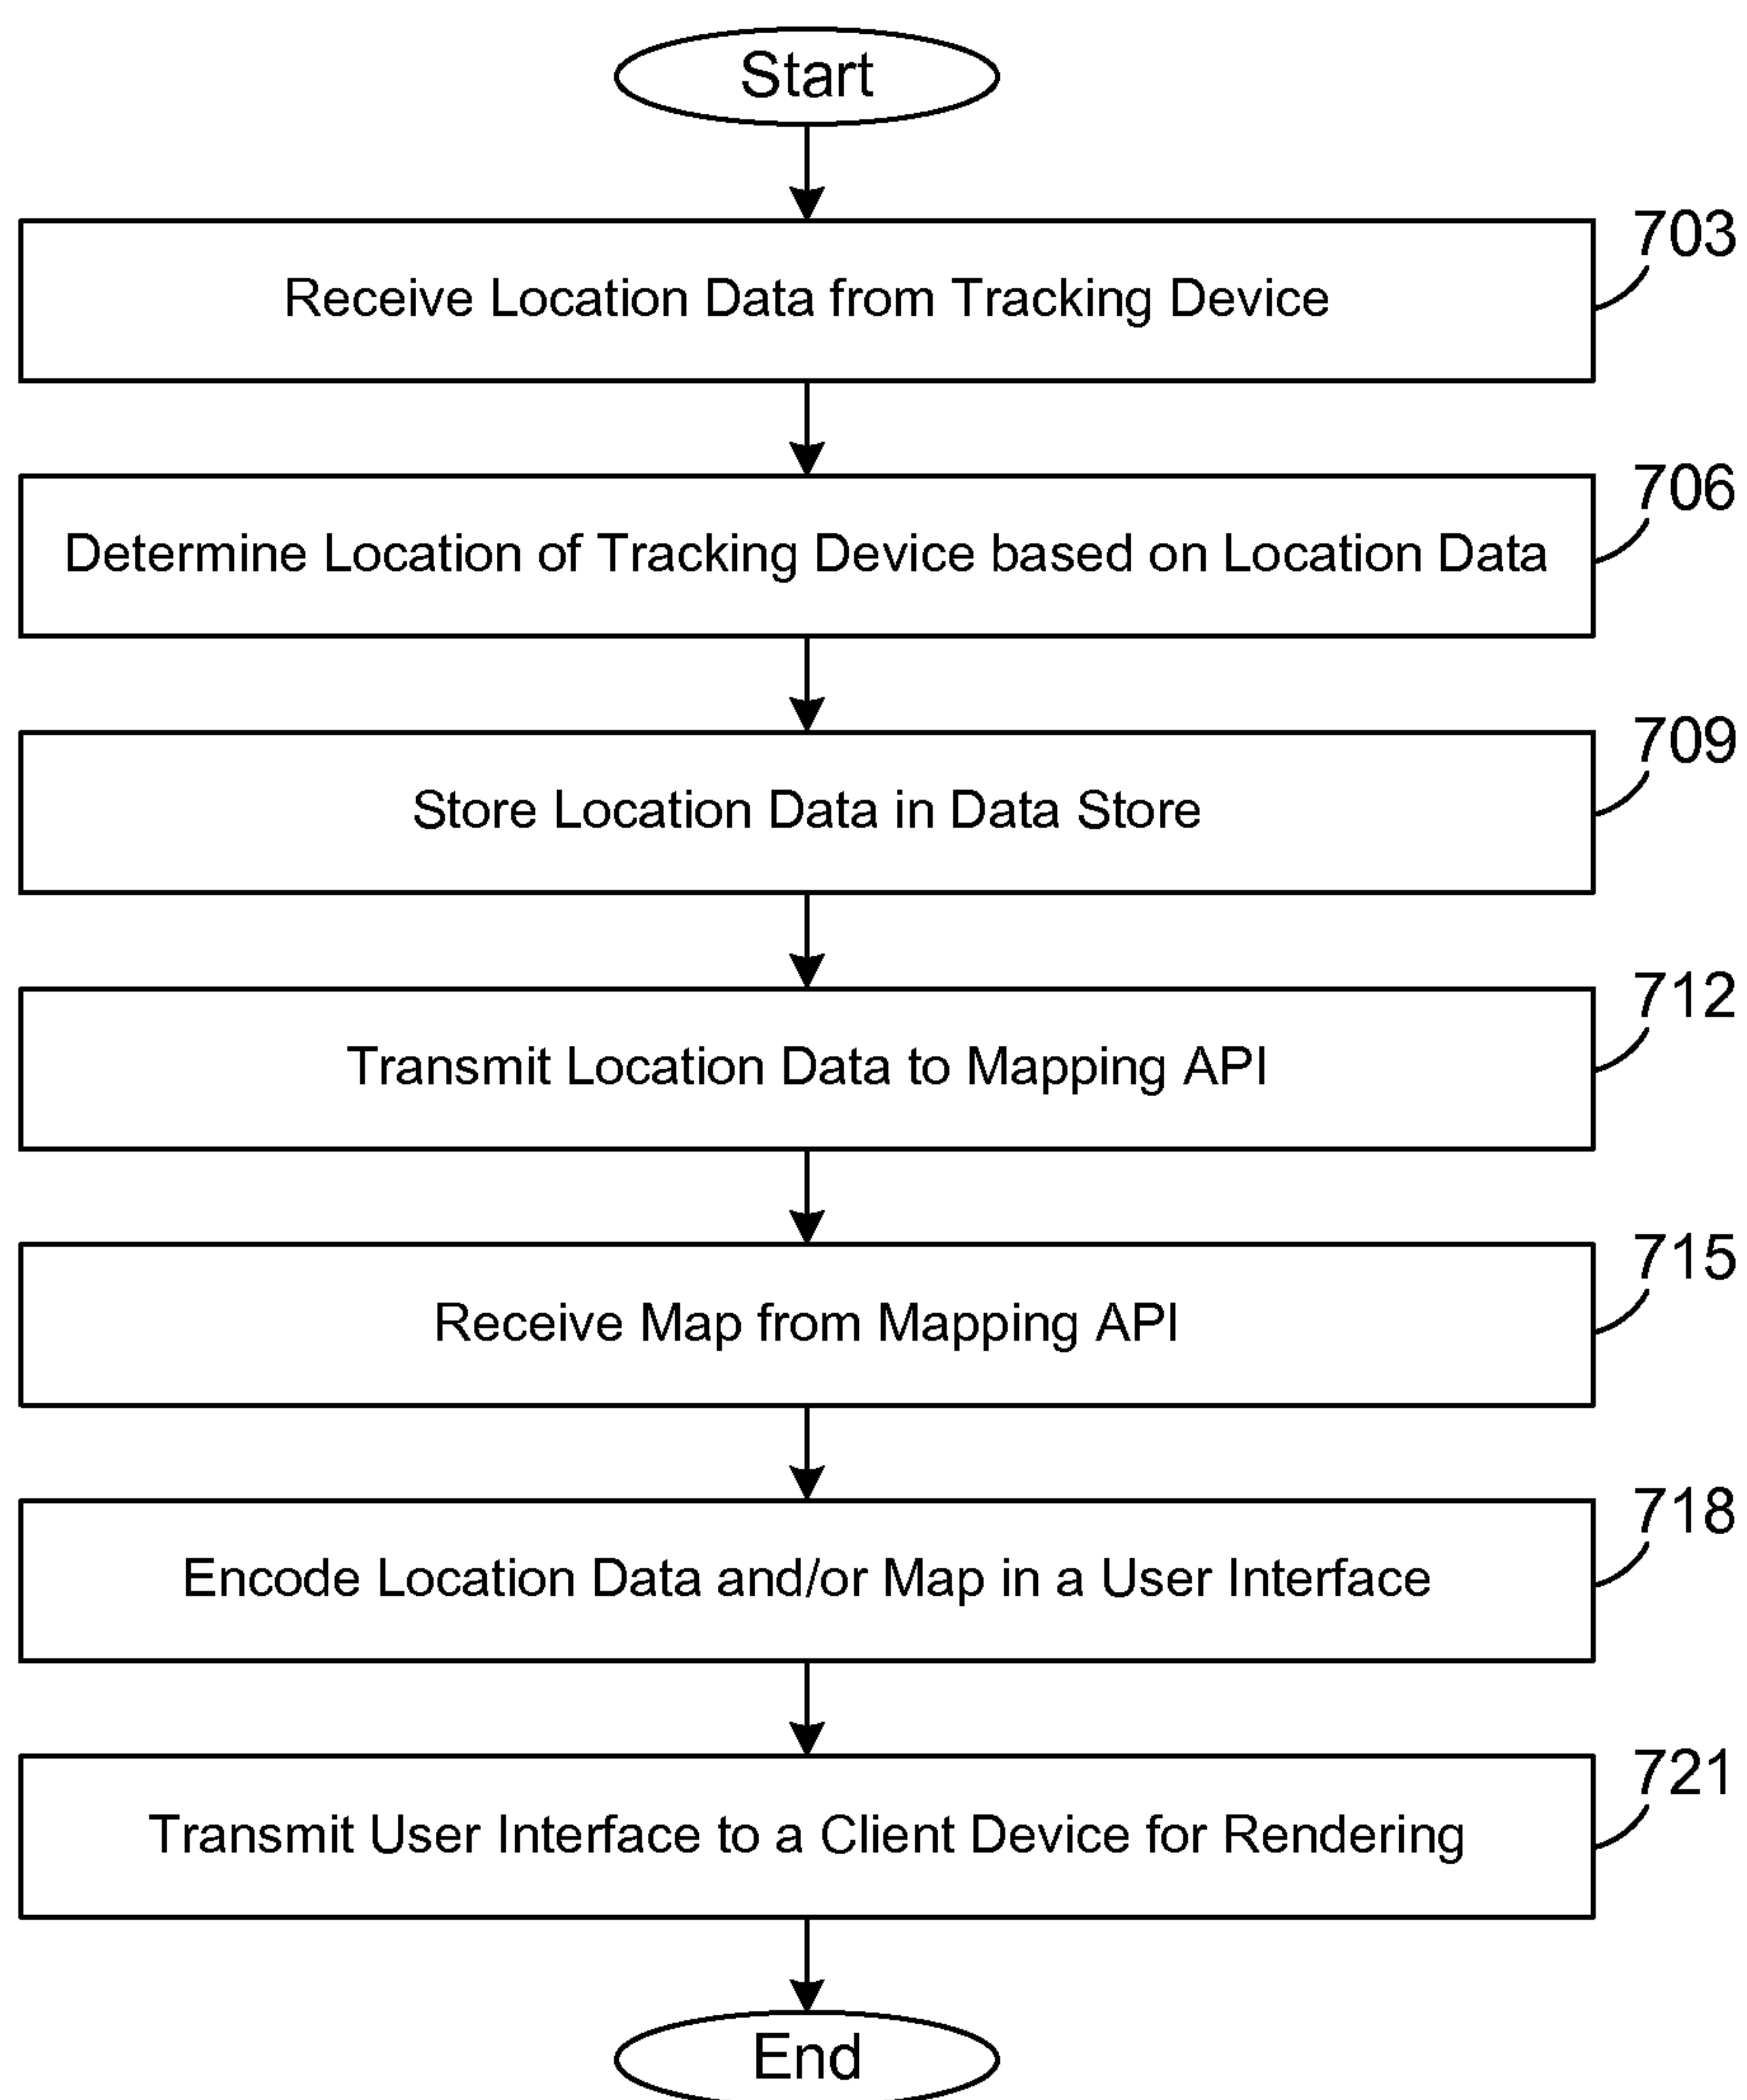 Start
703
Receive Location Data from Tracking Device
706
Determine Location of Tracking Device based on Location Data
709
Store Location Data in Data Store
712
Transmit Location Data to Mapping API
715
Receive Map from Mapping API
718
Encode Location Data and/or Map in a User Interface
721
Transmit User Interface to a Client Device for Rendering
End